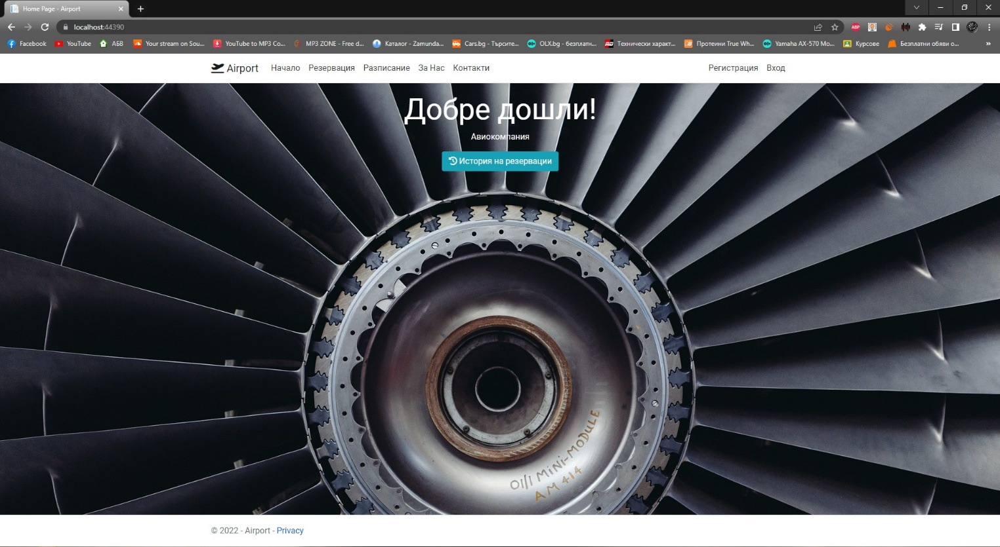 Home Page - Airport
localhost:44390
ABP
Facebook YouTube АБВ Your stream on Sou... YouTube to MP3 Co... MP3 ZONE - Free d... Каталог - Zamunda... Cars.bg - Търсите... OLX.bg - безплатн... Технически характ... Протеини True Wh... Yamaha AX-570 Mo... Курсове Безплатни обяви о... »
Airport Начало Резервация Разписание За Нас Контакти Регистрация Вход
Добре дошли!
Авиокомпания
История на резервации
O1/1 MiNi-MODULE
AM 414
© 2022 - Airport - Privacy